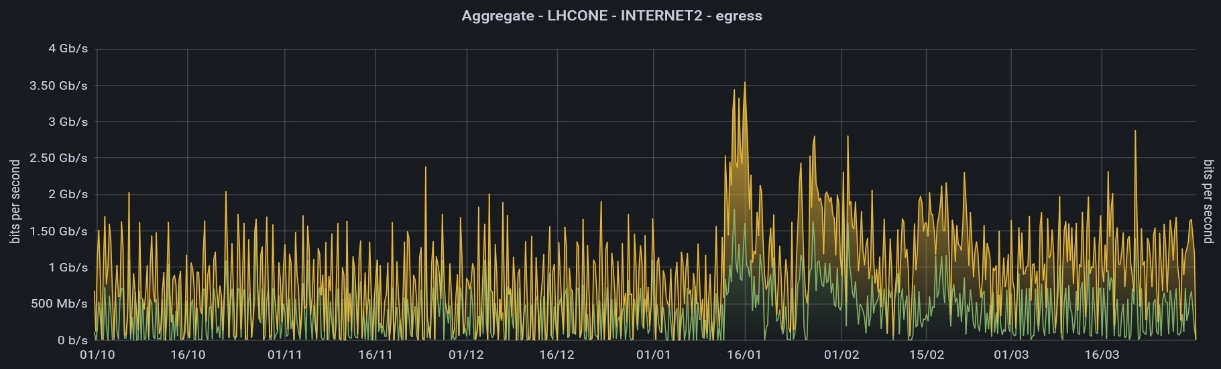 Aggregate - LHCONE - INTERNET2 - egress
4 Gb/s
3.50 Gb/s
3 Gb/s
2.50 Gb/s
2 Gb/s
1.50 Gb/s
1 Gb/s
500 Mb/s
0 b/s
bits per second
bits per second
01/10 16/10 01/11 16/11 01/12 16/12 01/01 16/01 01/02 15/02 01/03 16/03